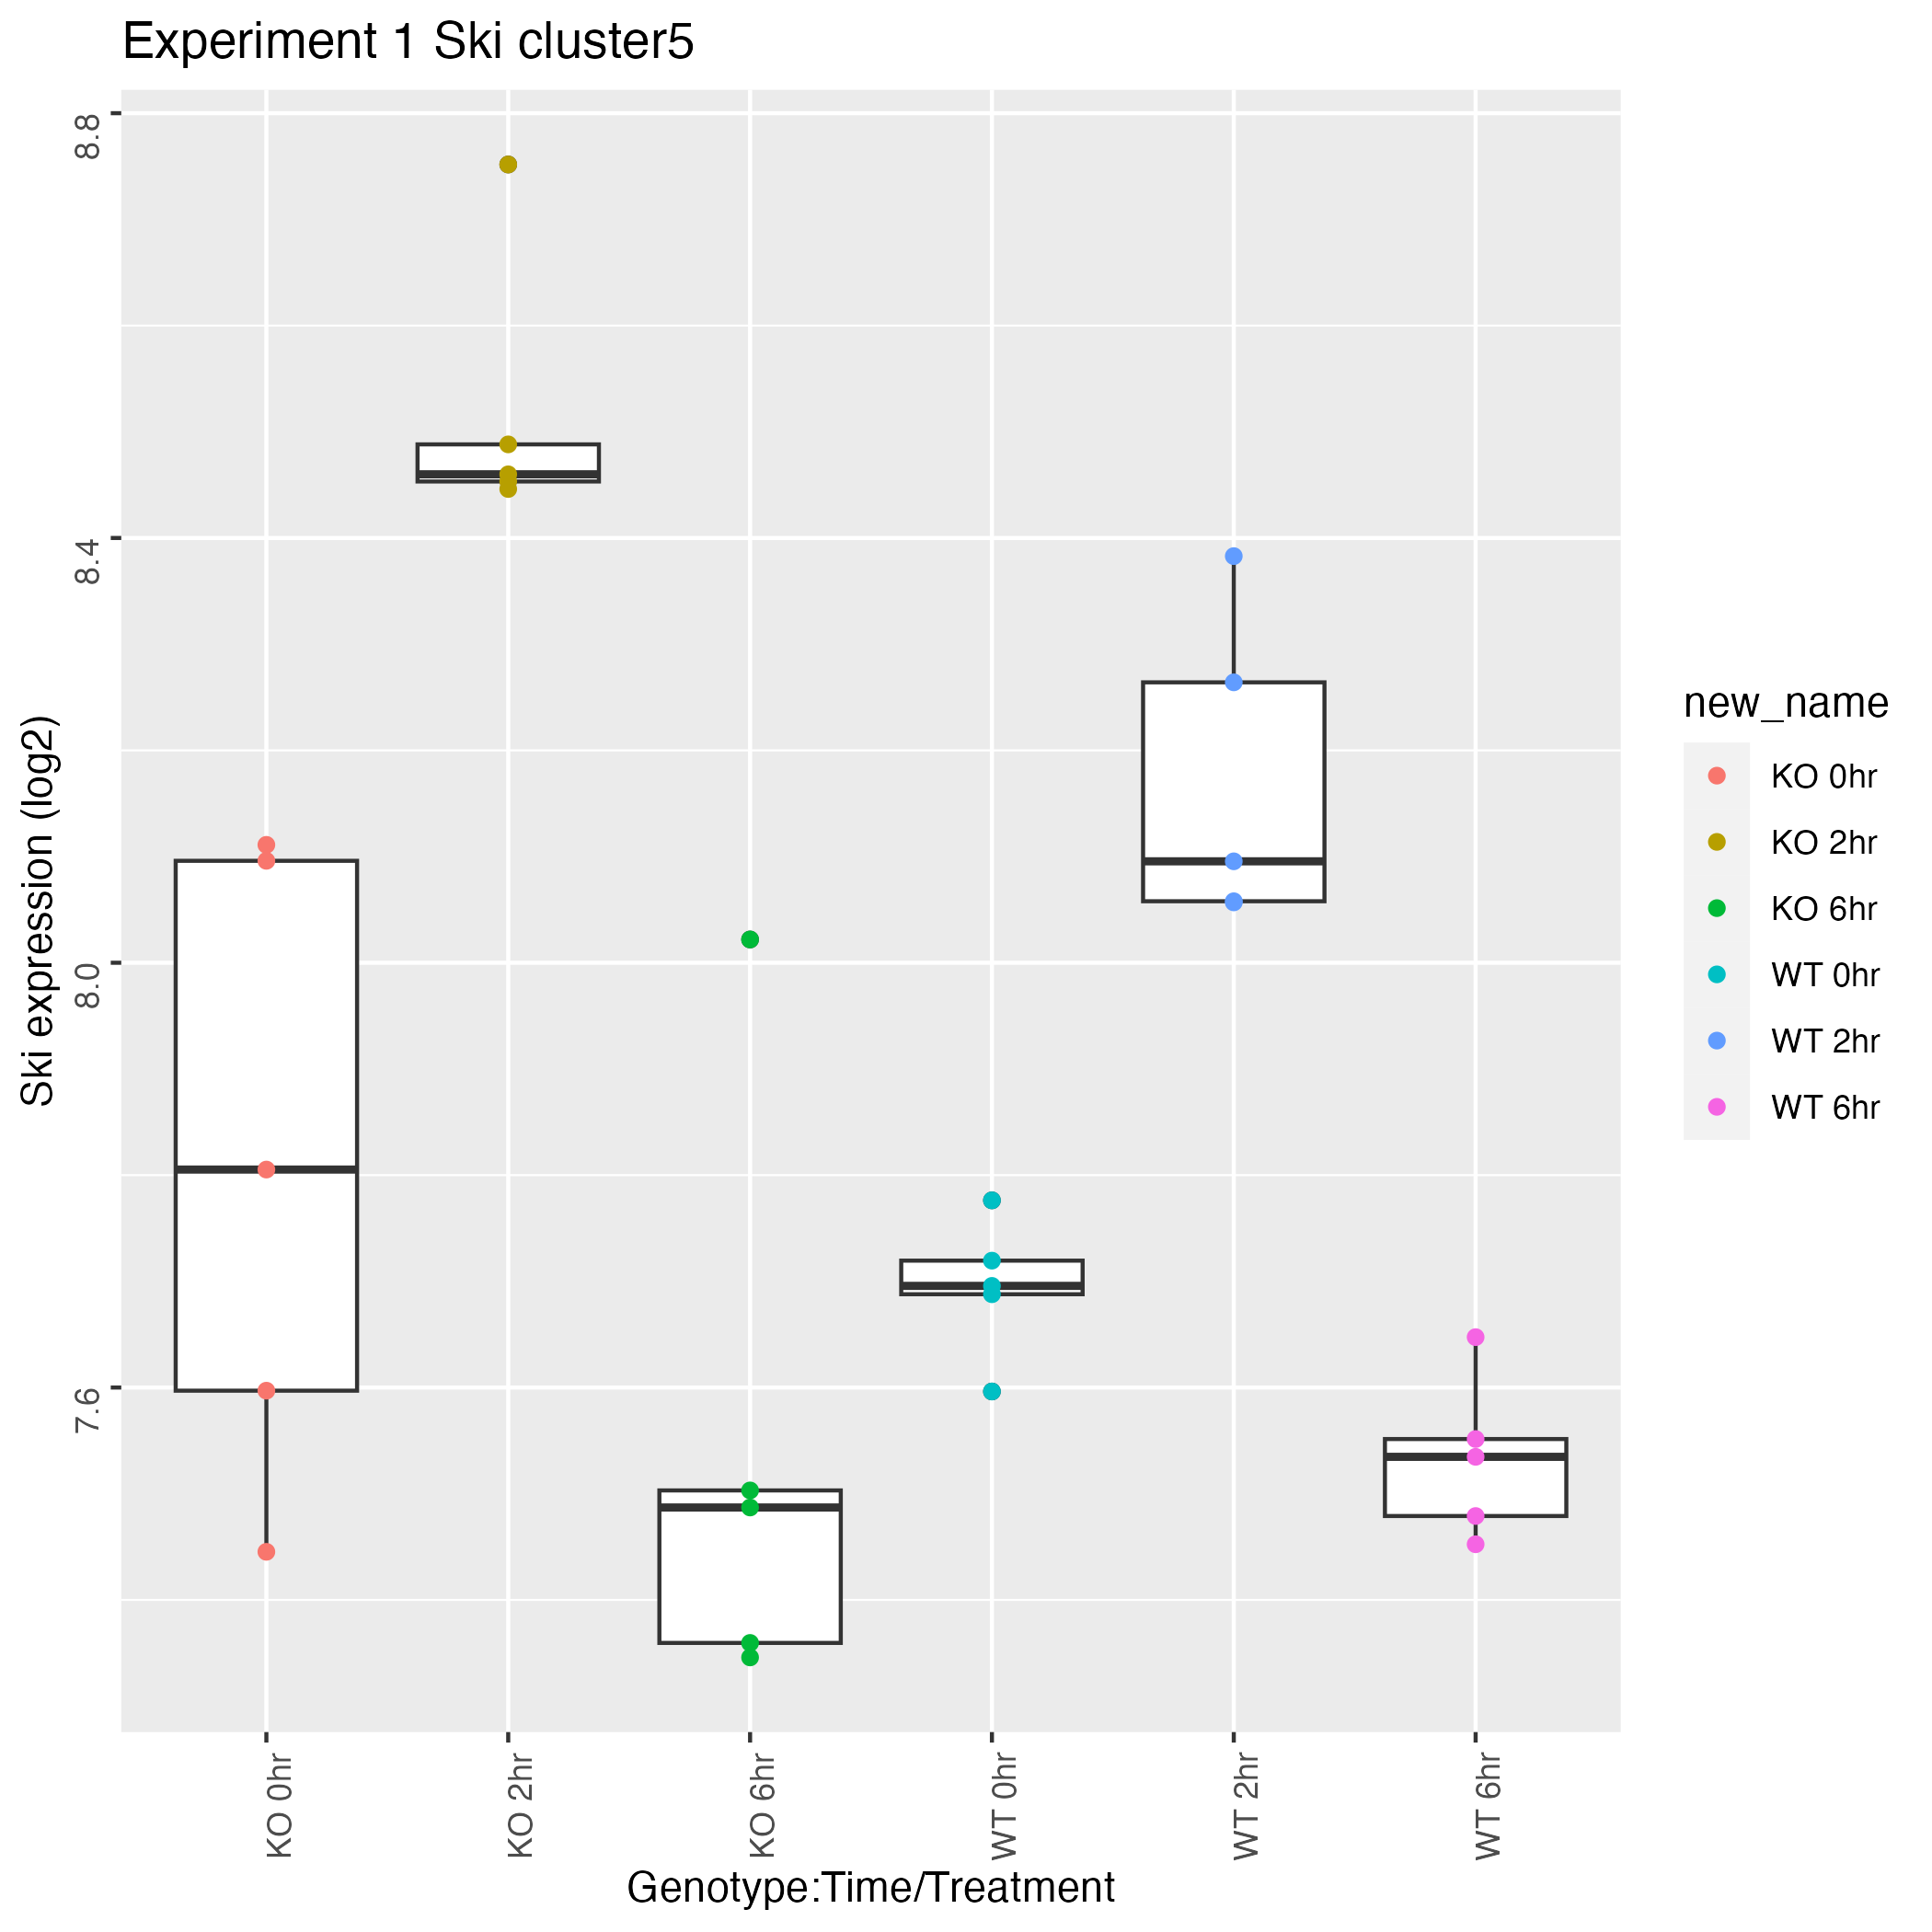 Experiment 1 Ski cluster5
Ski expression (log2)
8.8
8.4
8.0
7.6
KO 0hr
KO 2hr
KO 6hr
WT 0hr
WT 2hr
WT 6hr
Genotype:Time/Treatment
new_name
KO 0hr
KO 2hr
KO 6hr
WT 0hr
WT 2hr
WT 6hr